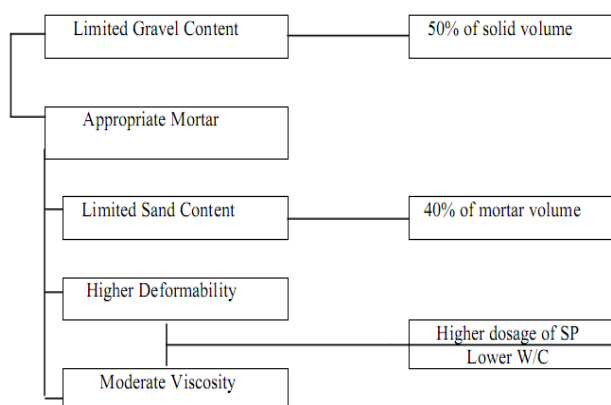 Limited Gravel Content
50% of solid volume
Appropriate Mortar
Limited Sand Content
40% of mortar volume
Higher Deformability
Higher dosage of SP
Lower W/C
Moderate Viscosity